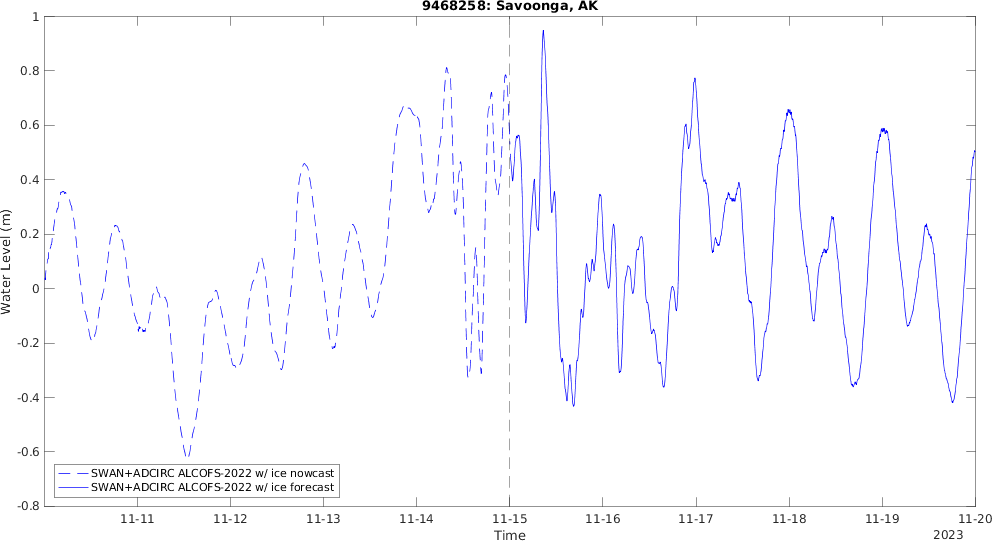 9468258: Savoonga, AK
1
0.8
0.6
0.4
0.2
0
-0.2
-0.4
-0.6
-0.8
Water Level (m)
SWAN+ADCIRC ALCOFS-2022 w/ ice nowcast
SWAN+ADCIRC ALCOFS-2022 w/ ice forecast
11-11 11-12 11-13 11-14 11-15 11-16 11-17 11-18 11-19 11-20
Time
2023